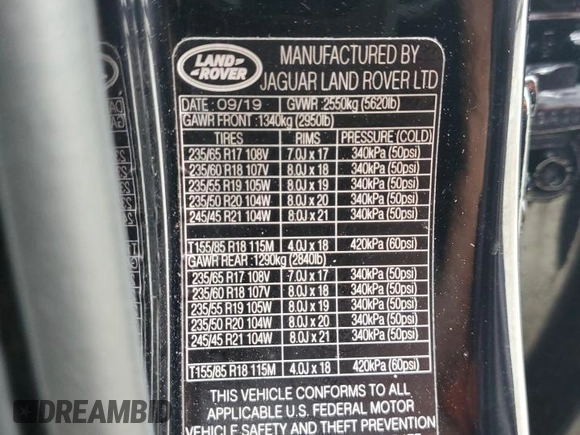 LAND-
ROVER
MANUFACTURED BY
JAGUAR LAND ROVER LTD
DATE : 09/19 GVWR : 2550kg (5620lb)
GAWR FRONT : 1340kg (2950lb)
TIRES RIMS PRESSURE (COLD)
235/65 R17 108V 7.0J x 17 340kPa (50psi)
235/60 R18 107V 8.0J x 18 340kPa (50psi)
235/55 R19 105W 8.0J x 19 340kPa (50psi)
235/50 R20 104W 8.0J x 20 340kPa (50psi)
245/45 R21 104W 8.0J x 21 340kPa (50psi)
T155/85 R18 115M 4.0J x 18 420kPa (60psi)
GAWR REAR : 1290kg (2840lb)
235/65 R17 108V 7.0J x 17 340kPa (50psi)
235/60 R18 107V 8.0J x 18 340kPa (50psi)
235/55 R19 105W 8.0J x 19 340kPa (50psi)
235/50 R20 104W 8.0J x 20 340kPa (50psi)
245/45 R21 104W 8.0J x 21 340kPa (50psi)
T155/85 R18 115M 4.0J x 18 420kPa (60psi)
THIS VEHICLE CONFORMS TO ALL
APPLICABLE U.S. FEDERAL MOTOR
VEHICLE SAFETY AND THEFT PREVENTION
DREAMBID